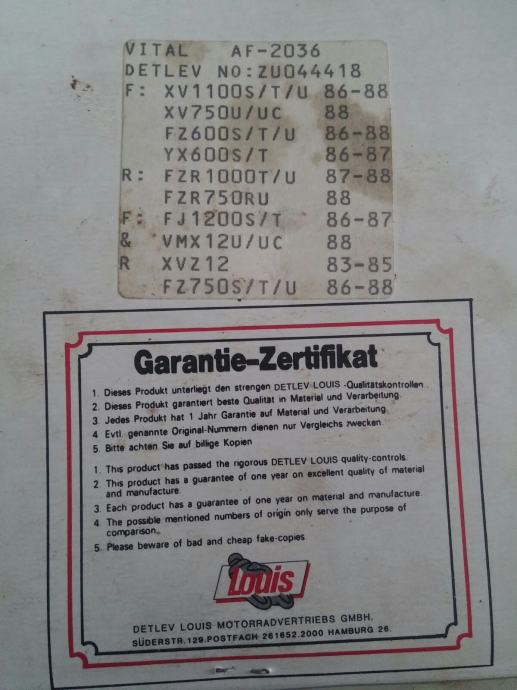 VITAL AF-2036
DETLEV NO:ZU044418
F: XV1100S/T/U 86-88
XV750U/UC 88
FZ600S/T/U 86-88
YX600S/T 86-87
R: FZR1000T/U 87-88
FZR750RU 88
F: FJ1200S/T 86-87
& VMX12U/UC 88
R XVZ12 83-85
FZ750S/T/U 86-88
Garantie-Zertifikat
1. Dieses Produkt unterliegt den strengen DETLEV LOUIS -Qualitätskontrollen.
2. Dieses Produkt garantiert beste Qualität in Material und Verarbeitung.
3. Jedes Produkt hat 1 Jahr Garantie auf Material und Verarbeitung.
4. Evtl. genannte Original-Nummern dienen nur Vergleichszwecken.
5. Bitte achten Sie auf billige Kopien
1. This product has passed the rigorous DETLEV LOUIS quality-controls.
2. This product has a guarantee of one year on excellent quality of material
and manufacture.
3. Each product has a guarantee of one year on material and manufacture.
4. The possible mentioned numbers of origin only serve the purpose of
comparison.
5. Please beware of bad and cheap fake-copies.
Louis
DETLEV LOUIS MOTORRADVERTRIEBS GMBH.
SÜDERSTR.129.POSTFACH 261652.2000 HAMBURG 26.